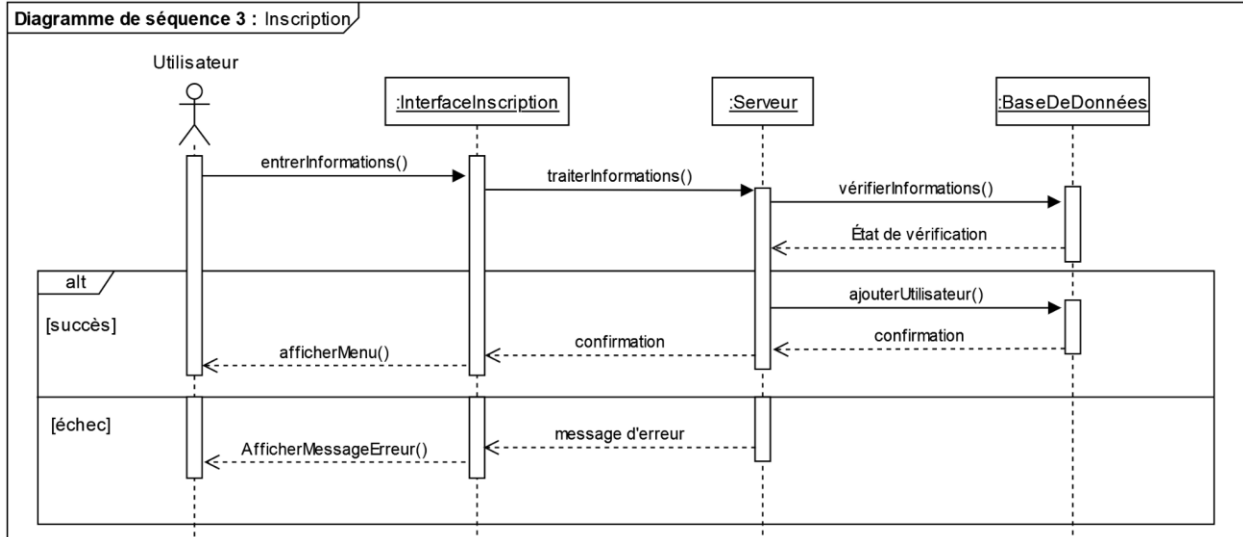 Diagramme de séquence 3 : Inscription
Utilisateur
:InterfaceInscription
:Serveur
:BaseDeDonnées
entrerInformations()
traiterInformations()
vérifierInformations()
État de vérification
alt
[succès]
ajouterUtilisateur()
confirmation
confirmation
afficherMenu()
[échec]
message d'erreur
AfficherMessageErreur()